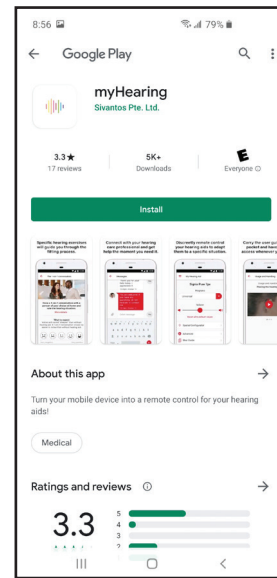 8:56
79%
Google Play
myHearing
Sivantos Pte. Ltd.
3.3★
17 reviews
5K+
Downloads
E
Everyone
Install
Specific hearing exercises
will guide you through the
fitting process.
Connect with your hearing
care professional and get
help the moment you need it.
Discreetly remote control
your hearing aids to adapt
them to a specific situation.
Carry the user gui
pocket and have
access whenever y
About this app
Turn your mobile device into a remote control for your hearing
aids!
Medical
Ratings and reviews
3.3
5
4
3
2